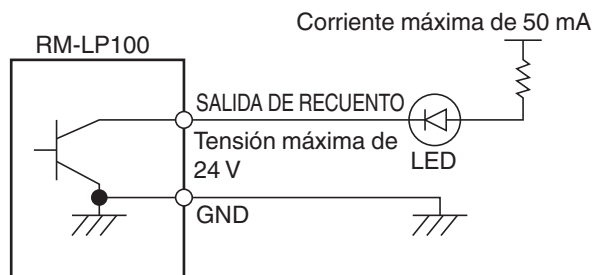 Corriente máxima de 50 mA
RM-LP100
SALIDA DE RECUENTO
Tensión máxima de
24 V
LED
GND